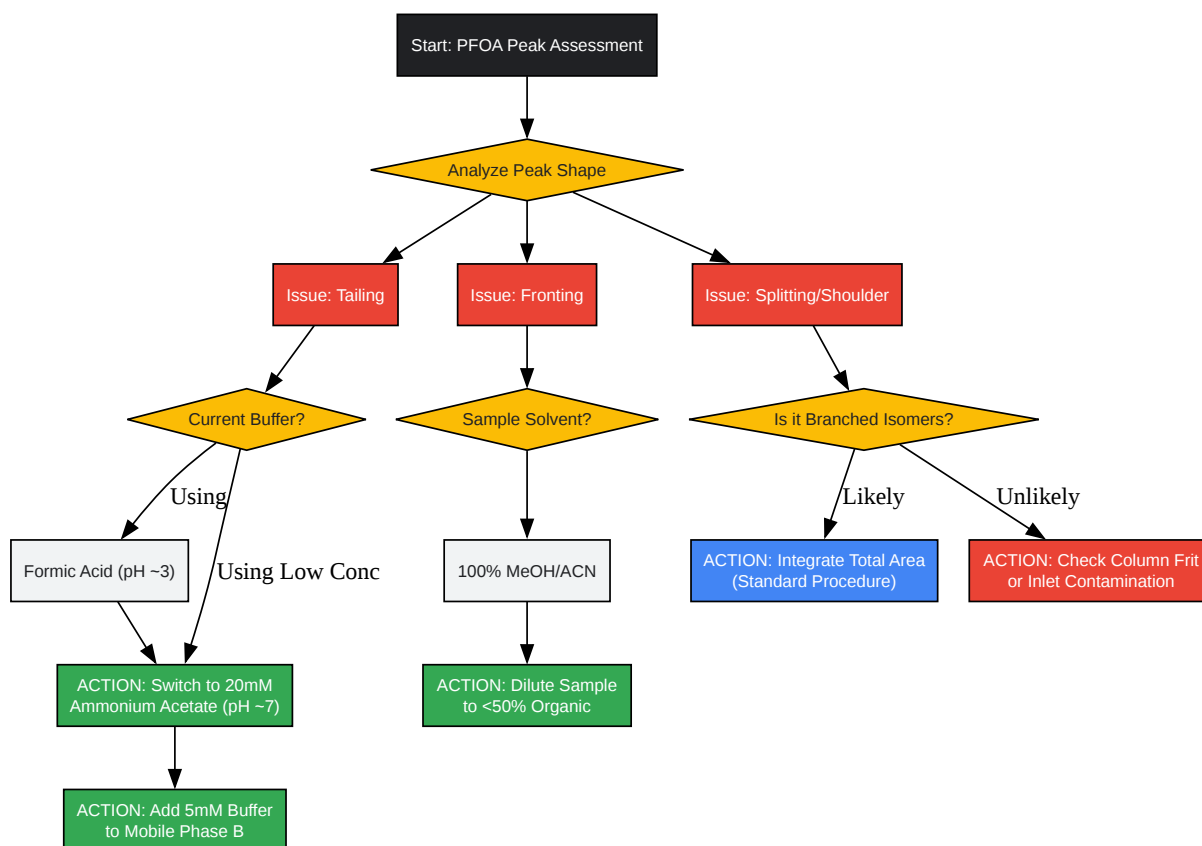 Start: PFOA Peak Assessment
Analyze Peak Shape
Issue: Tailing
Issue: Fronting
Issue: Splitting/Shoulder
Current Buffer?
Sample Solvent?
Is it Branched Isomers?
Using
Likely
Unlikely
Formic Acid (pH ~3)
Using Low Conc
100% MeOH/ACN
ACTION: Integrate Total Area
(Standard Procedure)
ACTION: Check Column Frit
or Inlet Contamination
ACTION: Switch to 20mM
Ammonium Acetate (pH ~7)
ACTION: Dilute Sample
to <50% Organic
ACTION: Add 5mM Buffer
to Mobile Phase B